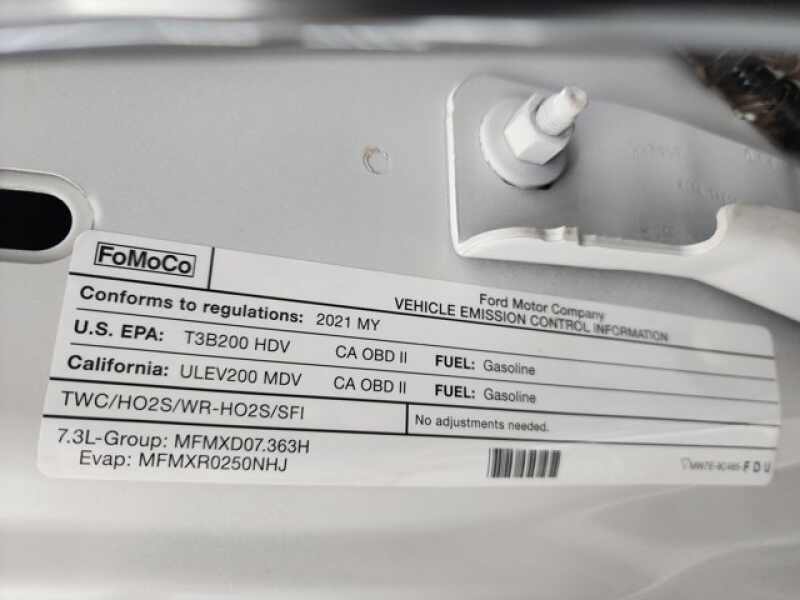 FoMoCo
Ford Motor Company
VEHICLE EMISSION CONTROL INFORMATION
Conforms to regulations: 2021 MY
U.S. EPA: T3B200 HDV CA OBD II FUEL: Gasoline
California: ULEV200 MDV CA OBD II FUEL: Gasoline
TWC/HO2S/WR-HO2S/SFI
No adjustments needed.
7.3L-Group: MFMXD07.363H
Evap: MFMXR0250NHJ
FDU